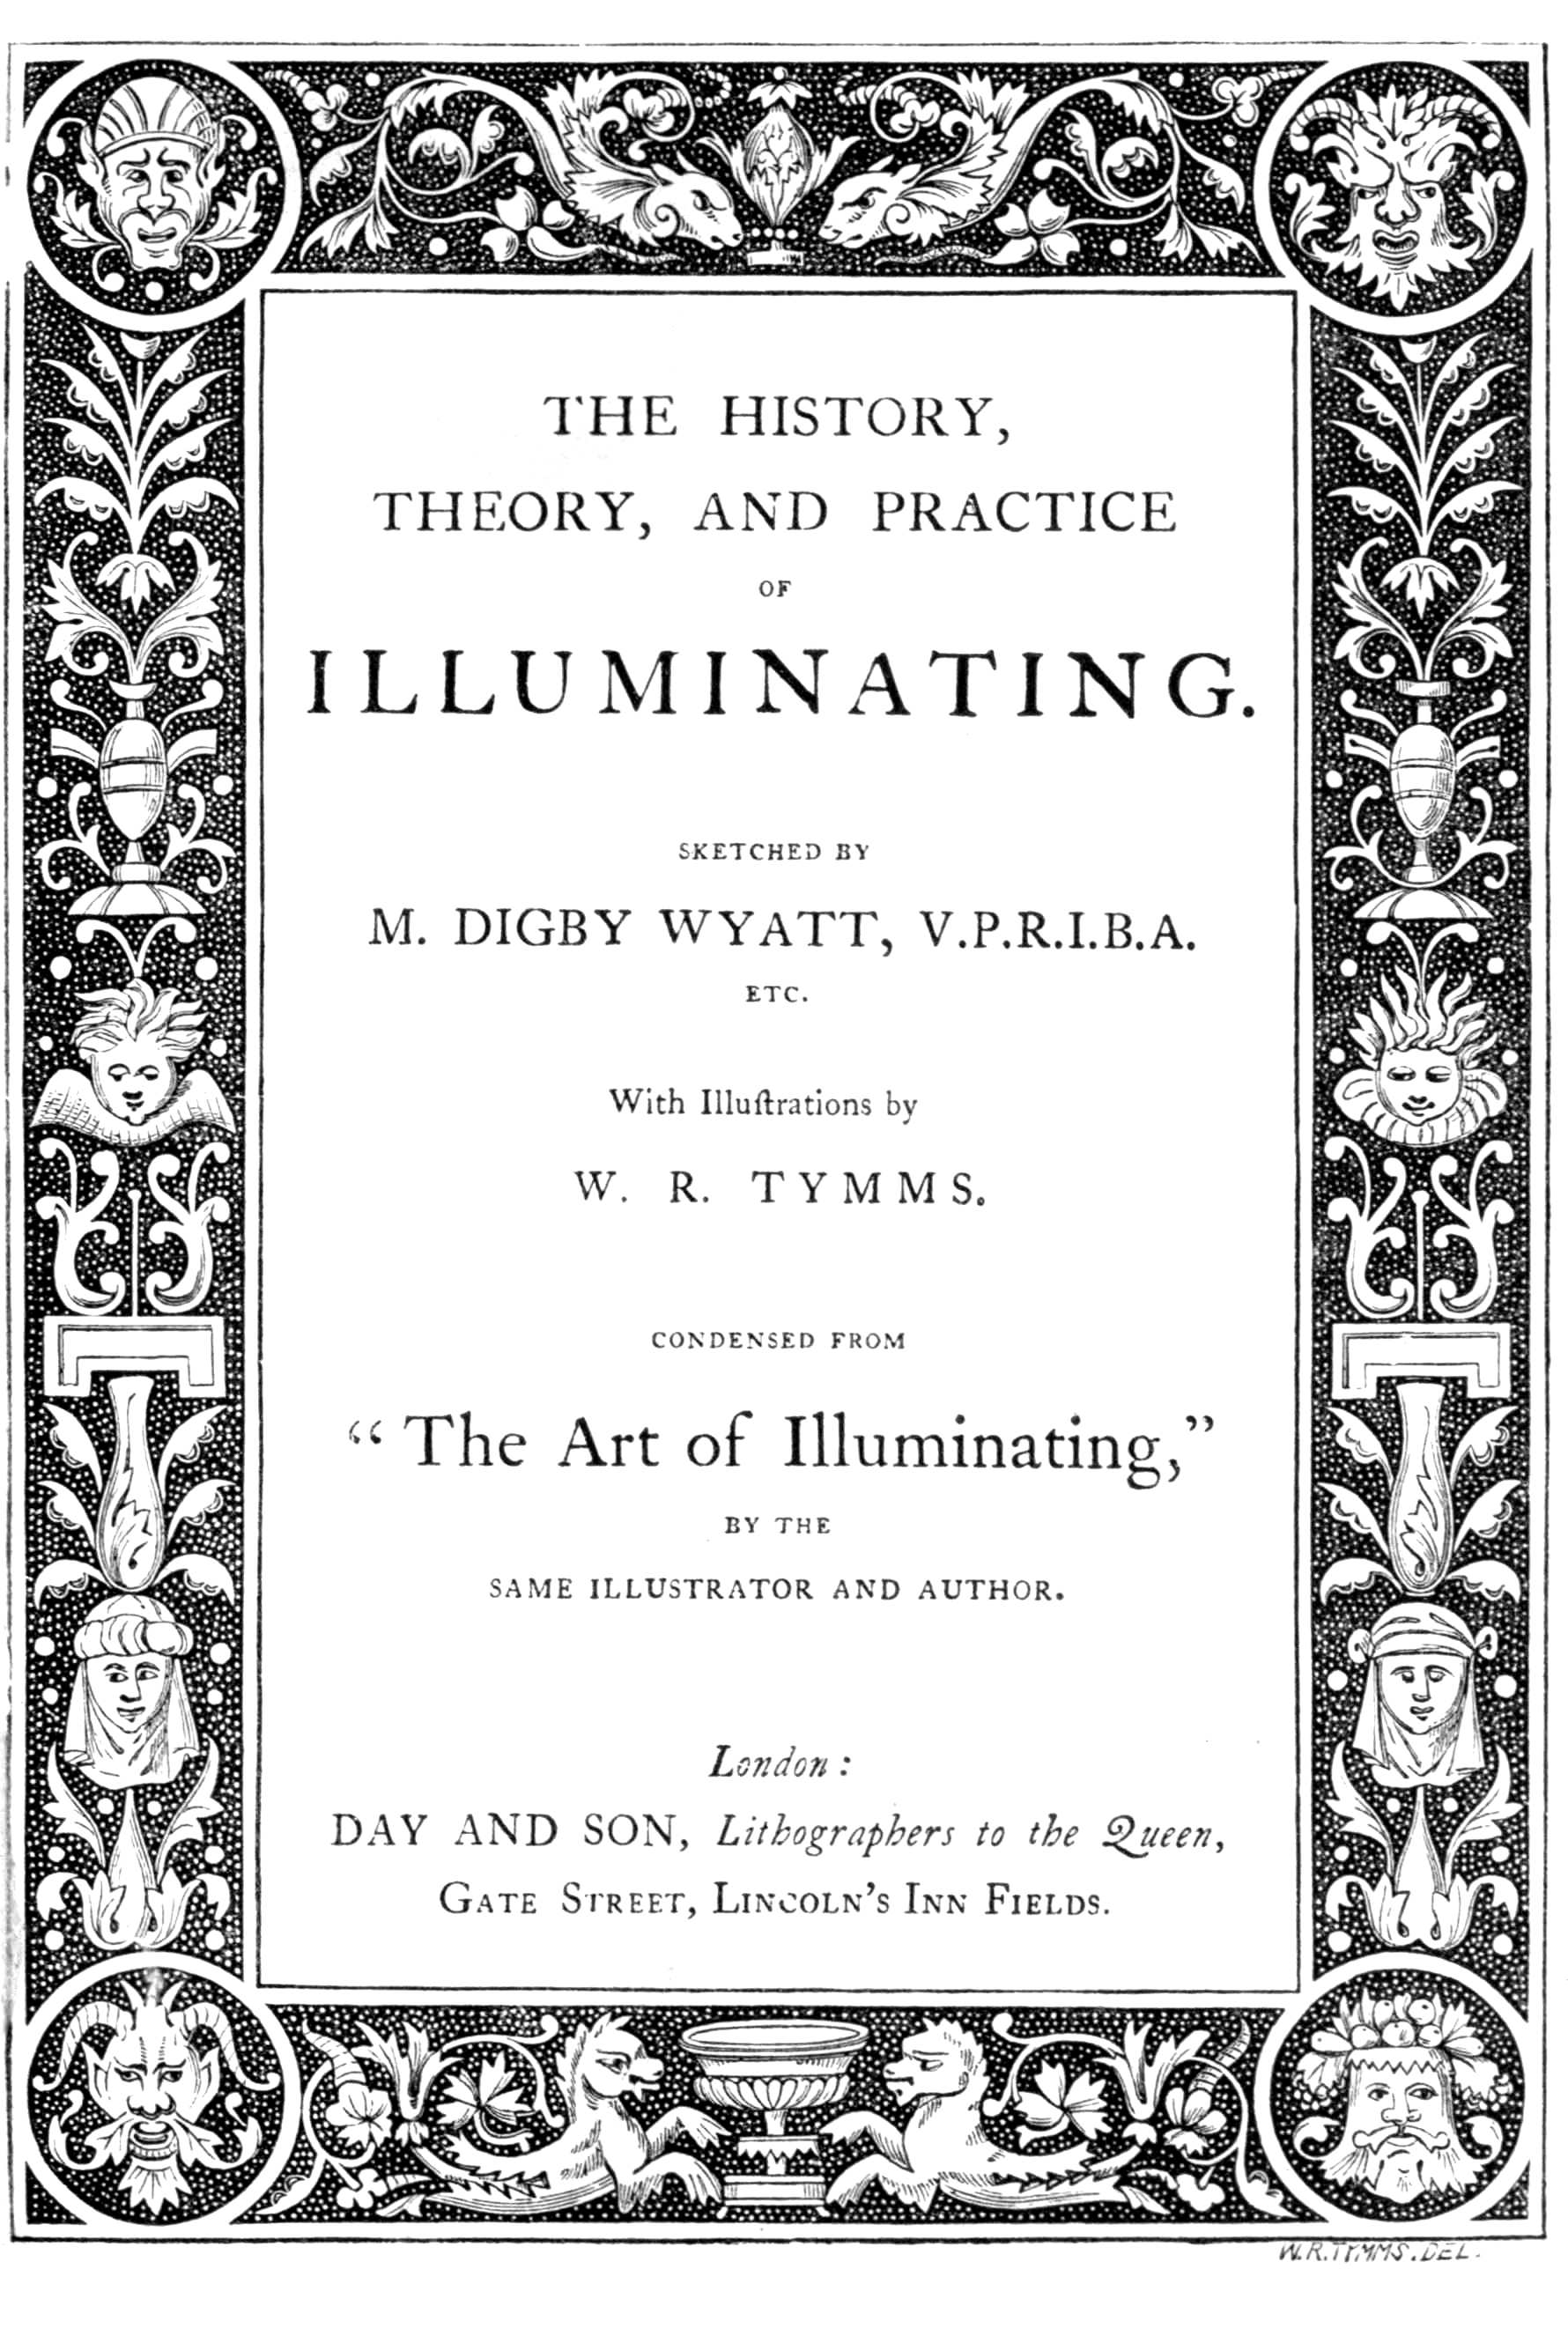 THE HISTORY,
THEORY, AND PRACTICE
OF
ILLUMINATING.
SKETCHED BY
M. DIGBY WYATT, V.P.R.I.B.A.
ETC.
With Illuſtrations by
W. R. TYMMS.
CONDENSED FROM
“The Art of Illuminating,”
BY THE
SAME ILLUSTRATOR AND AUTHOR.
London :
DAY AND SON, Lithographers to the Queen,
GATE STREET, LINCOLN’S INN FIELDS.
W.R.TYMMS.DEL.